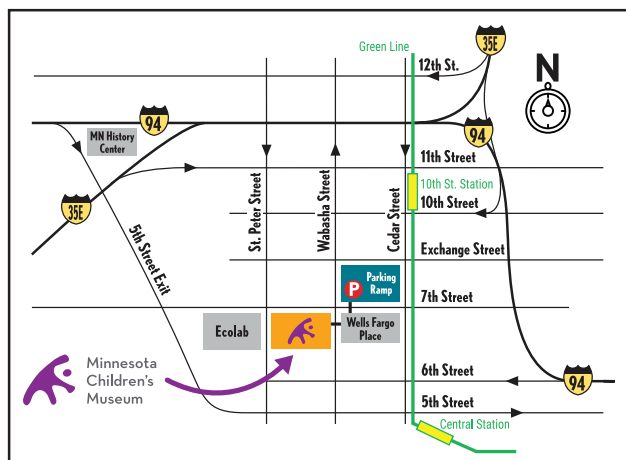 Green Line
35E
12th St.
N
94
MN History
Center
94
11th Street
10th St. Station
10th Street
35E
St. Peter Street
Wabasha Street
Cedar Street
5th Street Exit
Exchange Street
P
Parking
Ramp
7th Street
Ecolab
Wells Fargo
Place
Minnesota
Children's
Museum
6th Street
94
5th Street
Central Station